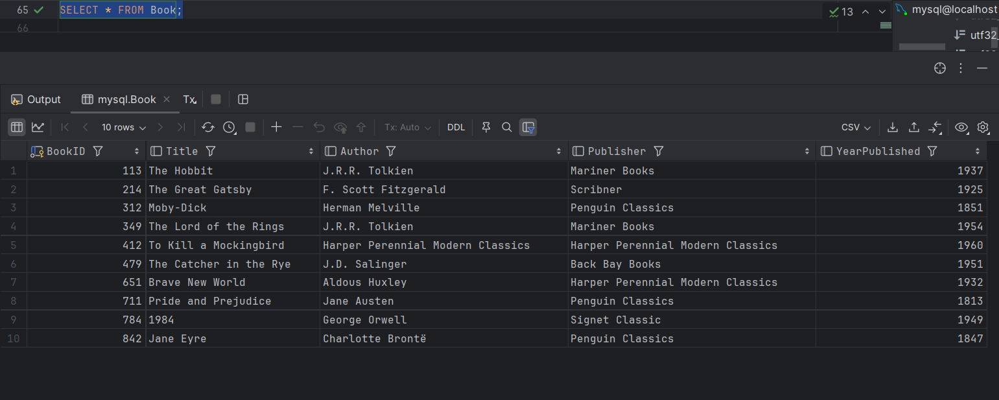 65 SELECT * FROM Book; 13 mysql@localhost
66 utf32_
Output mysql.Book Tx
10 rows Tx: Auto DDL CSV
BookID Title Author Publisher YearPublished
1 113 The Hobbit J.R.R. Tolkien Mariner Books 1937
2 214 The Great Gatsby F. Scott Fitzgerald Scribner 1925
3 312 Moby-Dick Herman Melville Penguin Classics 1851
4 349 The Lord of the Rings J.R.R. Tolkien Mariner Books 1954
5 412 To Kill a Mockingbird Harper Perennial Modern Classics Harper Perennial Modern Classics 1960
6 479 The Catcher in the Rye J.D. Salinger Back Bay Books 1951
7 651 Brave New World Aldous Huxley Harper Perennial Modern Classics 1932
8 711 Pride and Prejudice Jane Austen Penguin Classics 1813
9 784 1984 George Orwell Signet Classic 1949
10 842 Jane Eyre Charlotte Brontë Penguin Classics 1847